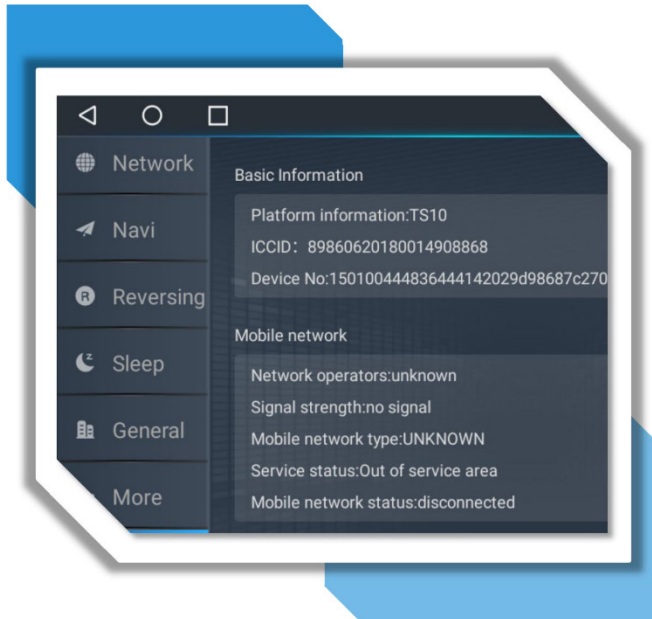 Network
Navi
R
Reversing
z
Sleep
General
More
Basic Information
Platform information:TS10
ICCID: 89860620180014908868
Device No:150100444836444142029d98687c270
Mobile network
Network operators:unknown
Signal strength:no signal
Mobile network type:UNKNOWN
Service status:Out of service area
Mobile network status:disconnected